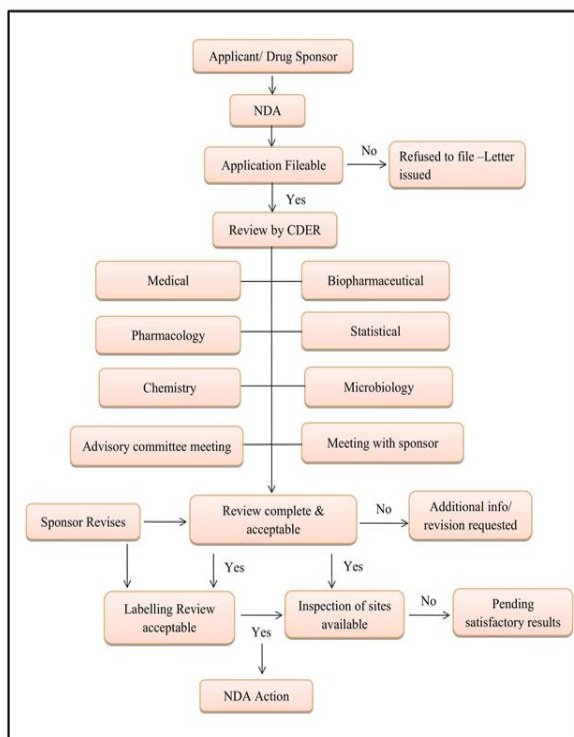 Applicant/ Drug Sponsor
NDA
Application Fileable
No
Refused to file –Letter
issued
Yes
Review by CDER
Medical
Biopharmaceutical
Pharmacology
Statistical
Chemistry
Microbiology
Advisory committee meeting
Meeting with sponsor
Sponsor Revises
Review complete &
acceptable
No
Additional info/
revision requested
Yes
Yes
Labelling Review
acceptable
Inspection of sites
available
No
Pending
satisfactory results
Yes
NDA Action